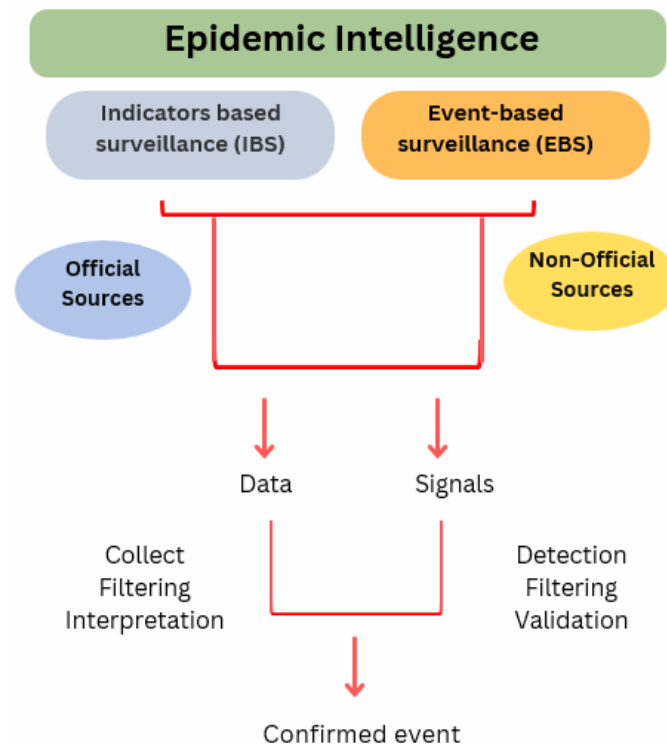 Epidemic Intelligence
Indicators based
surveillance (IBS)
Event-based
surveillance (EBS)
Official
Sources
Non-Official
Sources
Data
Signals
Collect
Filtering
Interpretation
Detection
Filtering
Validation
Confirmed event